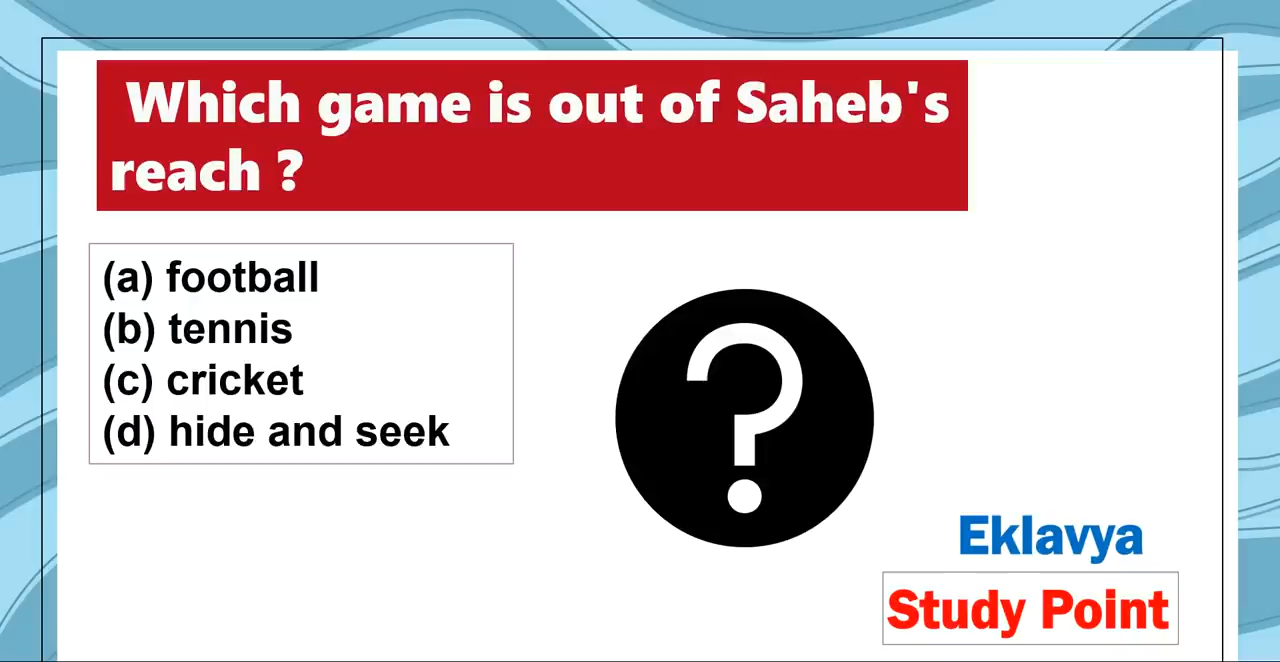 Which game is out of Saheb's
reach ?
(a) football
(b) tennis
(c) cricket
(d) hide and seek
?
Eklavya
Study Point